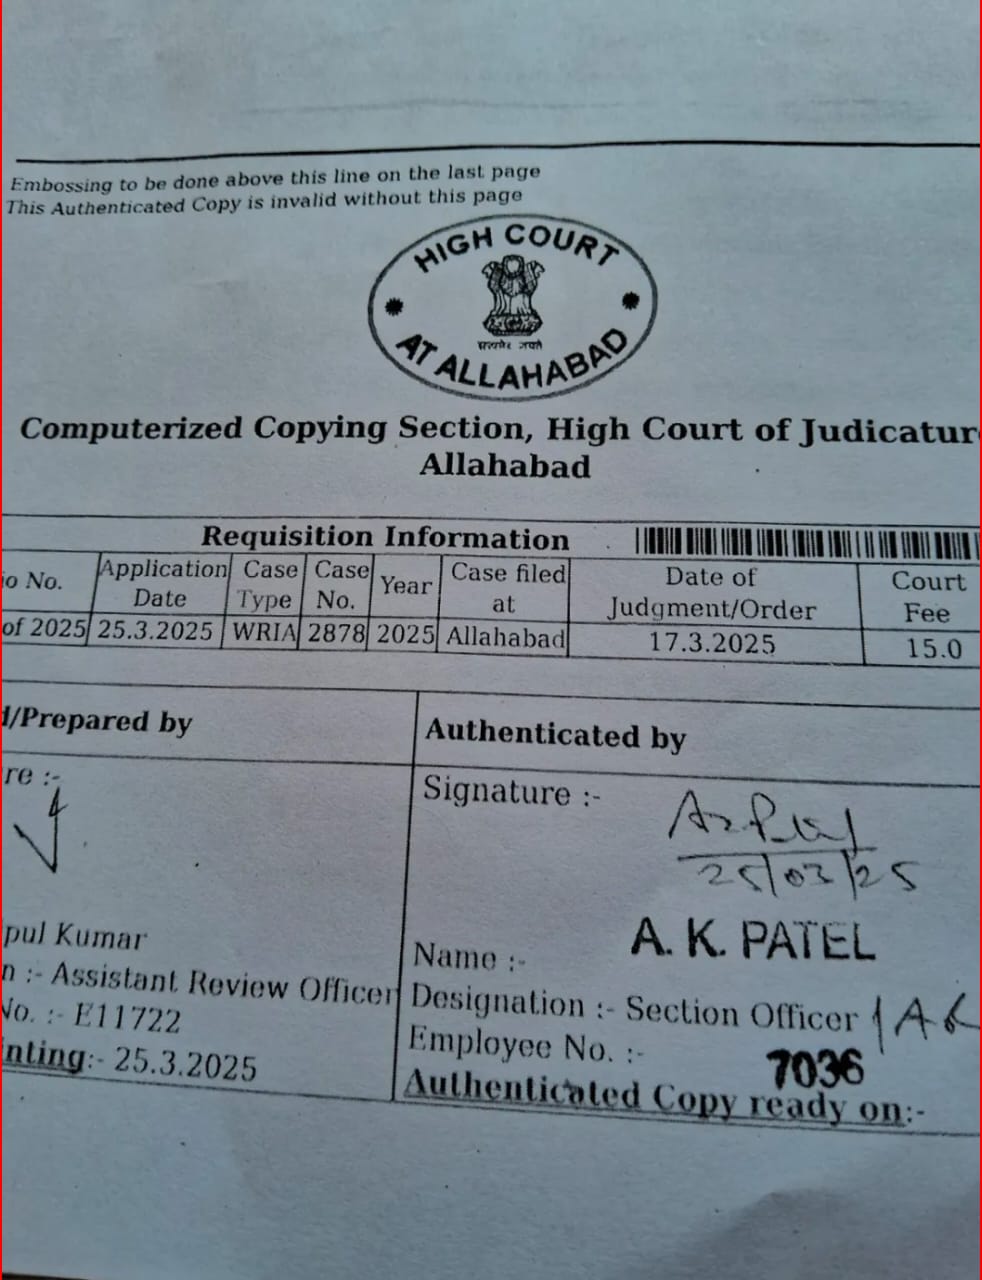 Embossing to be done above this line on the last page
This Authenticated Copy is invalid without this page
HIGH COURT
सत्यमेव जयते
AT ALLAHABAD
Computerized Copying Section, High Court of Judicatur
Allahabad
Requisition Information
io No. Application Date Case Type Case No. Year Case filed at Date of Judgment/Order Court Fee
of 2025 25.3.2025 WRIA 2878 2025 Allahabad 17.3.2025 15.0
d/Prepared by
Authenticated by
re :-
Signature :-
25/03/25
pul Kumar
Name :- A. K. PATEL
n :- Assistant Review Officer
Designation :- Section Officer
No. :- E11722
Employee No. :- 7036
nting:- 25.3.2025
Authenticated Copy ready on:-